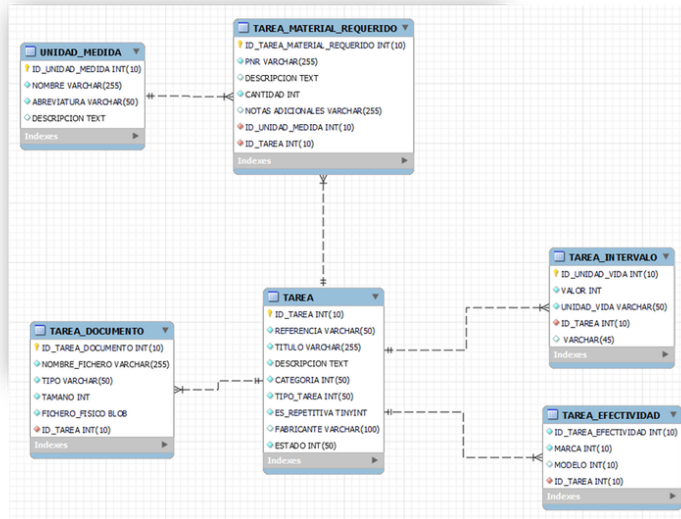 UNIDAD_MEDIDA
ID_UNIDAD_MEDIDA INT(10)
NOMBRE VARCHAR(255)
ABREVIATURA VARCHAR(50)
DESCRIPCION TEXT
Indexes
TAREA_MATERIAL_REQUERIDO
ID_TAREA_MATERIAL_REQUERIDO INT(10)
PNR VARCHAR(255)
DESCRIPCION TEXT
CANTIDAD INT
NOTAS ADICIONALES VARCHAR(255)
ID_UNIDAD_MEDIDA INT(10)
ID_TAREA INT(10)
Indexes
TAREA_DOCUMENTO
ID_TAREA_DOCUMENTO INT(10)
NOMBRE_FICHERO VARCHAR(255)
TIPO VARCHAR(50)
TAMANO INT
FICHERO_FISICO BLOB
ID_TAREA INT(10)
Indexes
TAREA
ID_TAREA INT(10)
REFERENCIA VARCHAR(50)
TITULO VARCHAR(255)
DESCRIPCION TEXT
CATEGORIA INT(50)
TIPO_TAREA INT(50)
ES_REPETITIVA TINYINT
FABRICANTE VARCHAR(100)
ESTADO INT(50)
Indexes
TAREA_INTERVALO
ID_UNIDAD_VIDA INT(10)
VALOR INT
UNIDAD_VIDA VARCHAR(50)
ID_TAREA INT(10)
VARCHAR(45)
Indexes
TAREA_EFECTIVIDAD
ID_TAREA_EFECTIVIDAD INT(10)
MARCA INT(10)
MODELO INT(10)
ID_TAREA INT(10)
Indexes